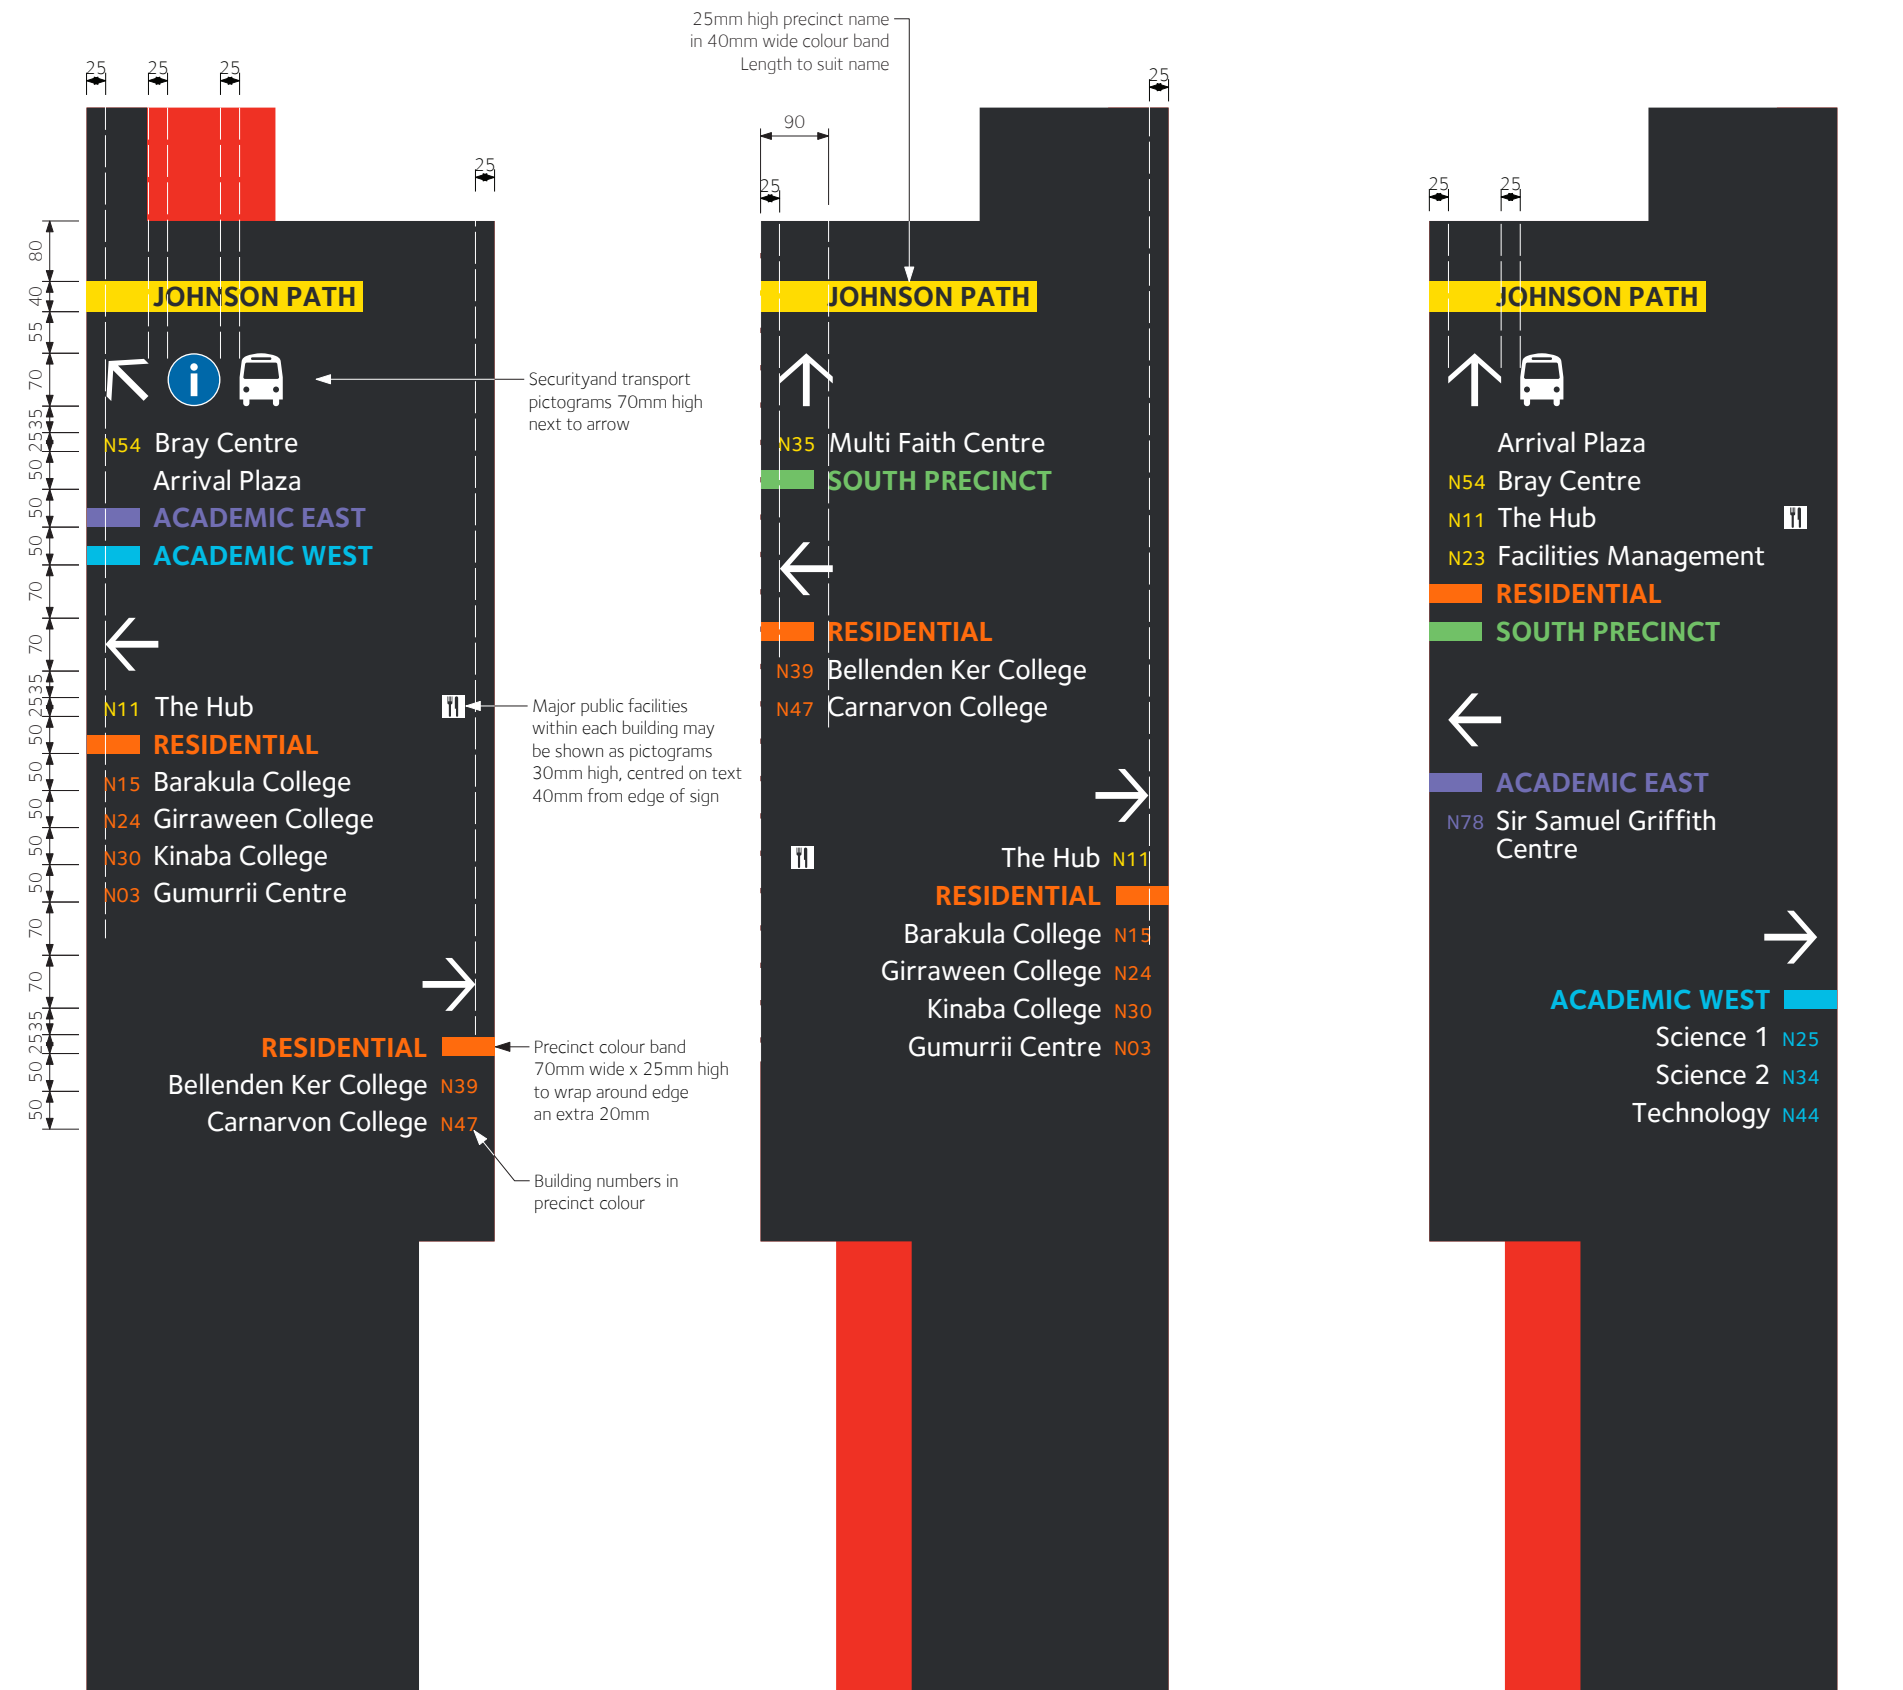 25mm high precinct name
in 40mm wide colour band
Length to suit name
25
25
25
25
80
40
55
70
35
25
50
50
50
70
70
35
25
50
50
50
50
50
70
70
35
25
50
50
JOHNSON PATH
N54 Bray Centre
Arrival Plaza
ACADEMIC EAST
ACADEMIC WEST
N11 The Hub
RESIDENTIAL
N15 Barakula College
N24 Girraween College
N30 Kinaba College
N03 Gumurrii Centre
RESIDENTIAL
Bellenden Ker College N39
Carnarvon College N47
Securityand transport
pictograms 70mm high
next to arrow
Major public facilities
within each building may
be shown as pictograms
30mm high, centred on text
40mm from edge of sign
Precinct colour band
70mm wide x 25mm high
to wrap around edge
an extra 20mm
Building numbers in
precinct colour
25
90
25
JOHNSON PATH
N35 Multi Faith Centre
SOUTH PRECINCT
RESIDENTIAL
N39 Bellenden Ker College
N47 Carnarvon College
The Hub N11
RESIDENTIAL
Barakula College N15
Girraween College N24
Kinaba College N30
Gumurrii Centre N03
25
25
JOHNSON PATH
Arrival Plaza
N54 Bray Centre
N11 The Hub
N23 Facilities Management
RESIDENTIAL
SOUTH PRECINCT
ACADEMIC EAST
N78 Sir Samuel Griffith
Centre
ACADEMIC WEST
Science 1 N25
Science 2 N34
Technology N44